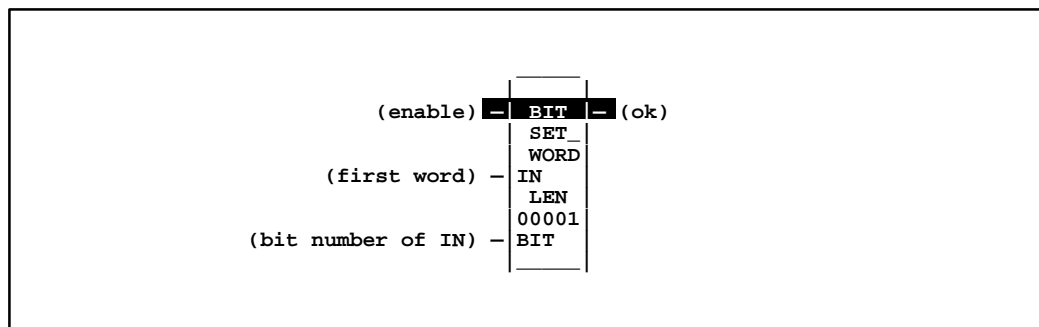 (enable) BIT (ok)
SET_
WORD
(first word) IN
LEN
00001
(bit number of IN) BIT